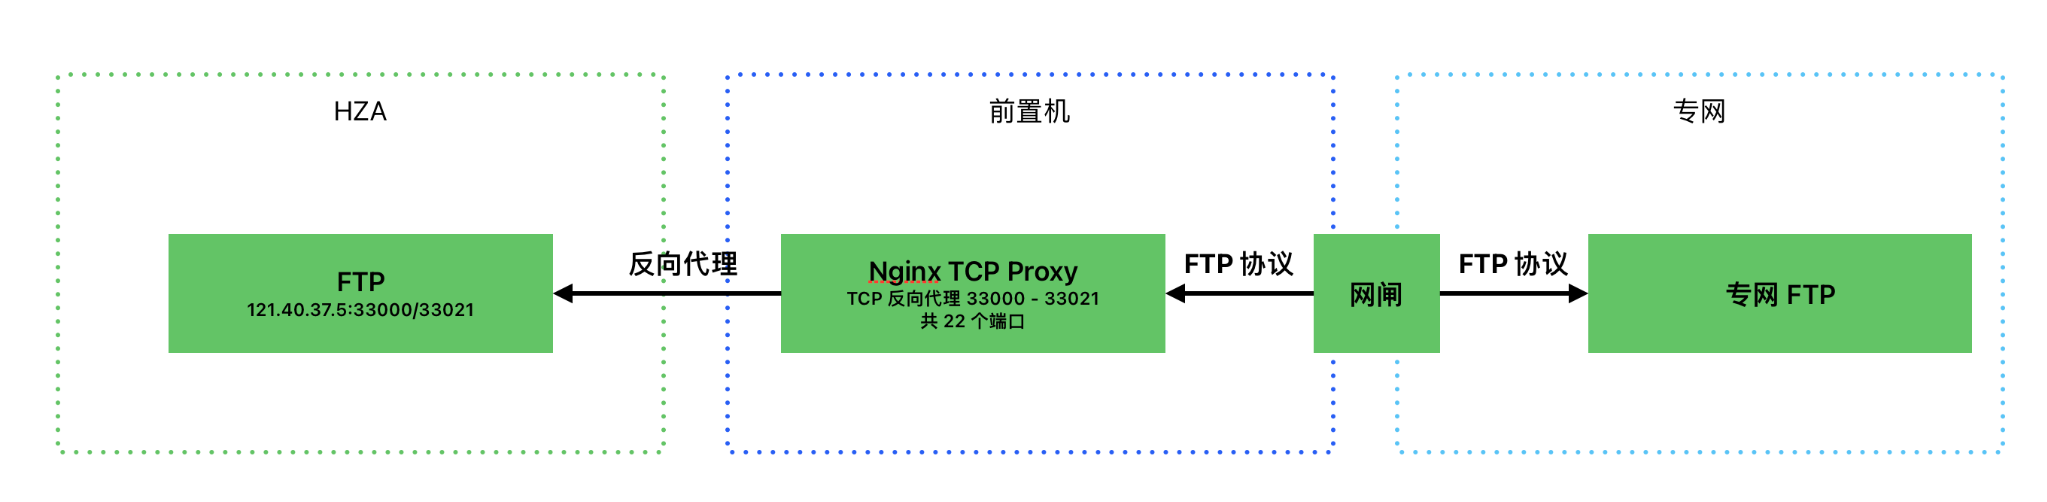 HZA
前置机
专网
FTP
121.40.37.5:33000/33021
反向代理
Nginx TCP Proxy
TCP 反向代理 33000 - 33021
共 22 个端口
FTP 协议
网闸
FTP 协议
专网 FTP